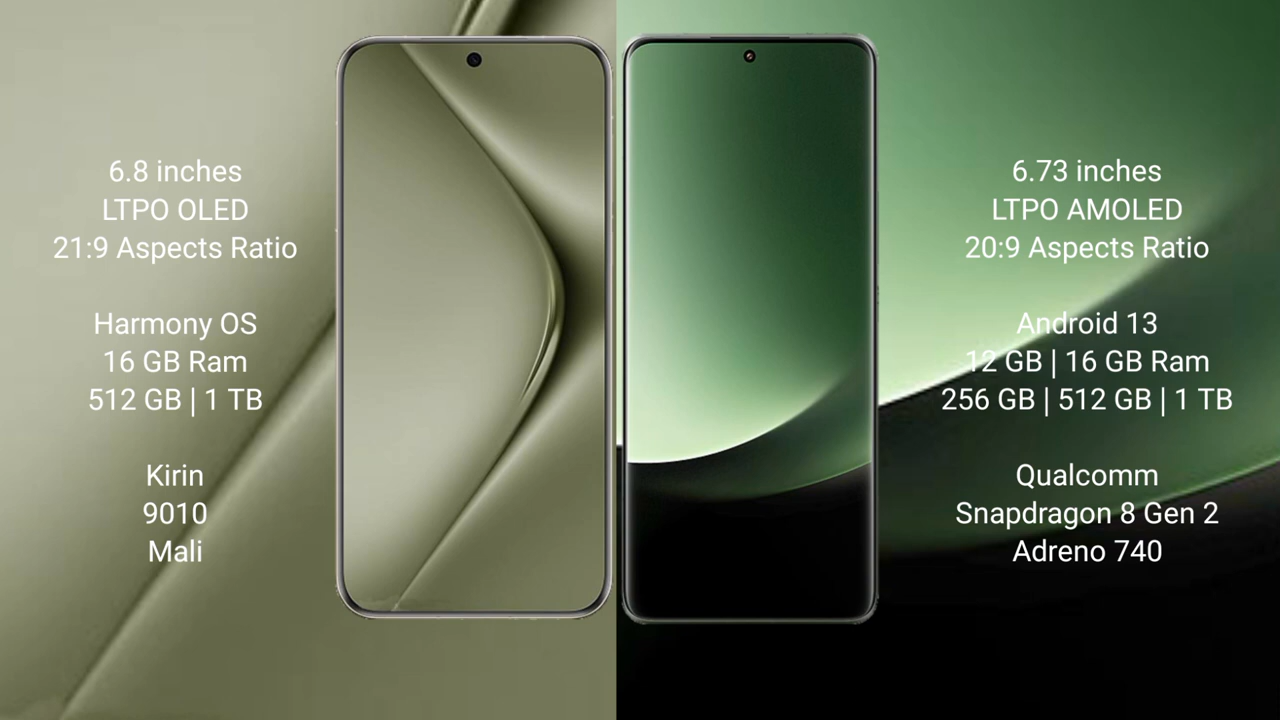 6.8 inches
LTPO OLED
21:9 Aspects Ratio
Harmony OS
16 GB Ram
512 GB | 1 TB
Kirin
9010
Mali
6.73 inches
LTPO AMOLED
20:9 Aspects Ratio
Android 13
12 GB | 16 GB Ram
256 GB | 512 GB | 1 TB
Qualcomm
Snapdragon 8 Gen 2
Adreno 740